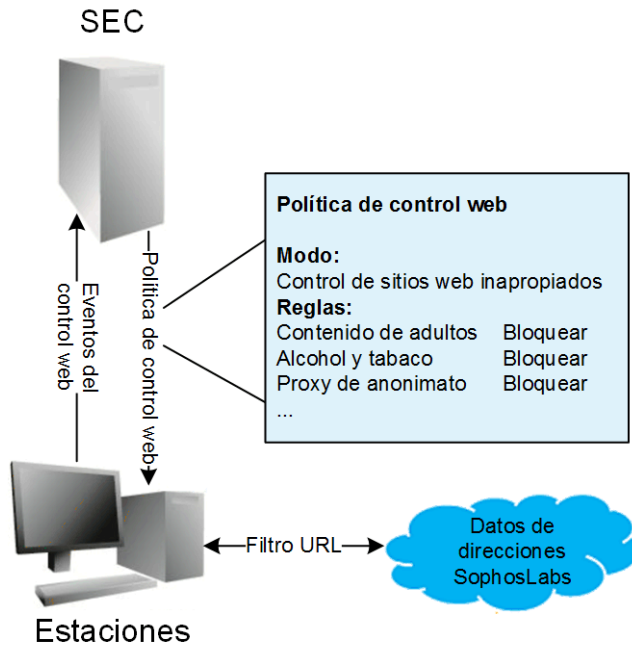 SEC
Eventos del
control web
Política de control web
Política de control web
Modo:
Control de sitios web inapropiados
Reglas:
Contenido de adultos Bloquear
Alcohol y tabaco Bloquear
Proxy de anonimato Bloquear
...
Filtro URL
Datos de
direcciones
SophosLabs
Estaciones